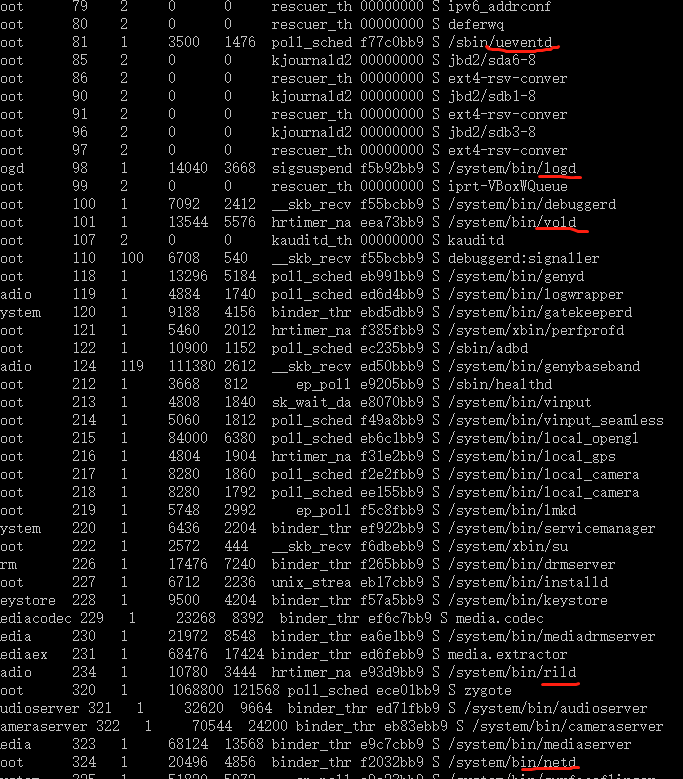 oot 79 2 0 0 rescuer_th 00000000 S ipv6_addrconf
oot 80 2 0 0 rescuer_th 00000000 S deferwq
oot 81 1 3500 1476 poll_sched f77c0bb9 S /sbin/ueventd
oot 85 2 0 0 kjournald2 00000000 S jbd2/sda6-8
oot 86 2 0 0 rescuer_th 00000000 S ext4-rsv-conver
oot 90 2 0 0 kjournald2 00000000 S jbd2/sdb1-8
oot 91 2 0 0 rescuer_th 00000000 S ext4-rsv-conver
oot 96 2 0 0 kjournald2 00000000 S jbd2/sdb3-8
oot 97 2 0 0 rescuer_th 00000000 S ext4-rsv-conver
ogd 98 1 14040 3668 sigsuspend f5b92bb9 S /system/bin/logd
oot 99 2 0 0 rescuer_th 00000000 S iprt-VBoxWQueue
oot 100 1 7092 2412 __skb_recv f55bcbb9 S /system/bin/debuggerd
oot 101 1 13544 5576 hrtimer_na eea73bb9 S /system/bin/vold
oot 107 2 0 0 kauditd_th 00000000 S kauditd
oot 110 100 6708 540 __skb_recv f55bcbb9 S debuggerd:signaller
oot 118 1 13296 5184 poll_sched eb991bb9 S /system/bin/genyd
adio 119 1 4884 1740 poll_sched ed6d4bb9 S /system/bin/logwrapper
ystem 120 1 9188 4156 binder_thr ebd5dbb9 S /system/bin/gatekeeperd
oot 121 1 5460 2012 hrtimer_na f385fbb9 S /system/xbin/perfprofd
oot 122 1 10900 1152 poll_sched ec235bb9 S /sbin/adbd
adio 124 119 111380 2612 __skb_recv ed50bbb9 S /system/bin/genybaseband
oot 212 1 3668 812 ep_poll e9205bb9 S /sbin/healthd
oot 213 1 4808 1840 sk_wait_da e8070bb9 S /system/bin/vinput
oot 214 1 5060 1812 poll_sched f49a8bb9 S /system/bin/vinput_seamless
oot 215 1 84000 6380 poll_sched eb6c1bb9 S /system/bin/local_opengl
oot 216 1 4804 1904 hrtimer_na f31e2bb9 S /system/bin/local_gps
oot 217 1 8280 1860 poll_sched f2e2fbb9 S /system/bin/local_camera
oot 218 1 8280 1792 poll_sched ee155bb9 S /system/bin/local_camera
oot 219 1 5748 2992 ep_poll f5c8fbb9 S /system/bin/lmkd
ystem 220 1 6436 2204 binder_thr ef922bb9 S /system/bin/servicemanager
oot 222 1 2572 444 __skb_recv f6dbebb9 S /system/xbin/su
rm 226 1 17476 7240 binder_thr f265bbb9 S /system/bin/drmserver
oot 227 1 6712 2236 unix_strea eb17cbb9 S /system/bin/installd
eystore 228 1 9500 4204 binder_thr f57a5bb9 S /system/bin/keystore
ediacodec 229 1 23268 8392 binder_thr ef6c7bb9 S media.codec
edia 230 1 21972 8548 binder_thr ea6e1bb9 S /system/bin/mediadrmserver
ediaex 231 1 68476 17424 binder_thr ed6febb9 S media.extractor
adio 234 1 10780 3444 hrtimer_na e93d9bb9 S /system/bin/rild
oot 320 1 1068800 121568 poll_sched ece01bb9 S zygote
udioserver 321 1 32620 9664 binder_thr ed71fbb9 S /system/bin/audioserver
ameraserver 322 1 70544 24200 binder_thr eb83ebb9 S /system/bin/cameraserver
edia 323 1 68124 13568 binder_thr e9c7cbb9 S /system/bin/mediaserver
oot 324 1 20496 4856 binder_thr f2032bb9 S /system/bin/netd